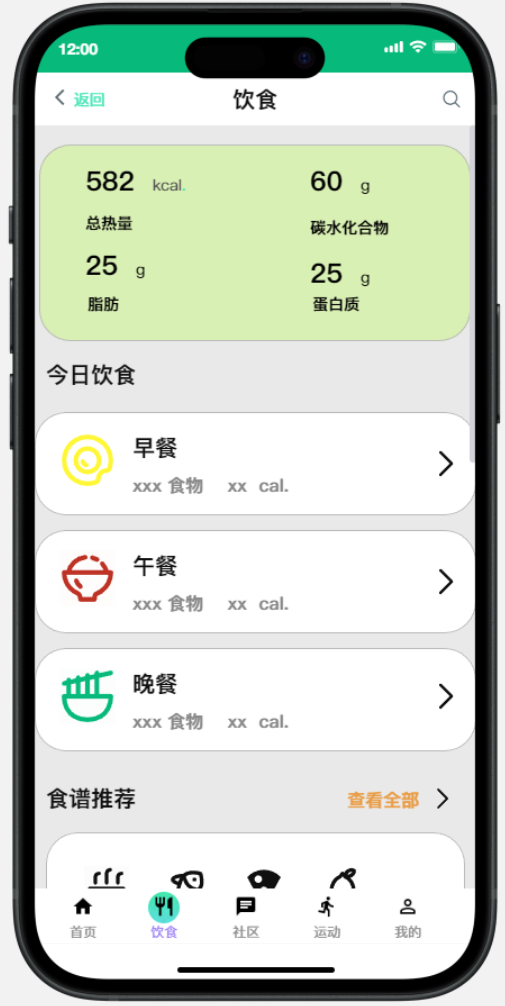 12:00
返回 饮食
582 kcal. 60 g
总热量 碳水化合物
25 g 25 g
脂肪 蛋白质
今日饮食
早餐
xxx 食物 xx cal.
午餐
xxx 食物 xx cal.
晚餐
xxx 食物 xx cal.
食谱推荐 查看全部
首页 饮食 社区 运动 我的